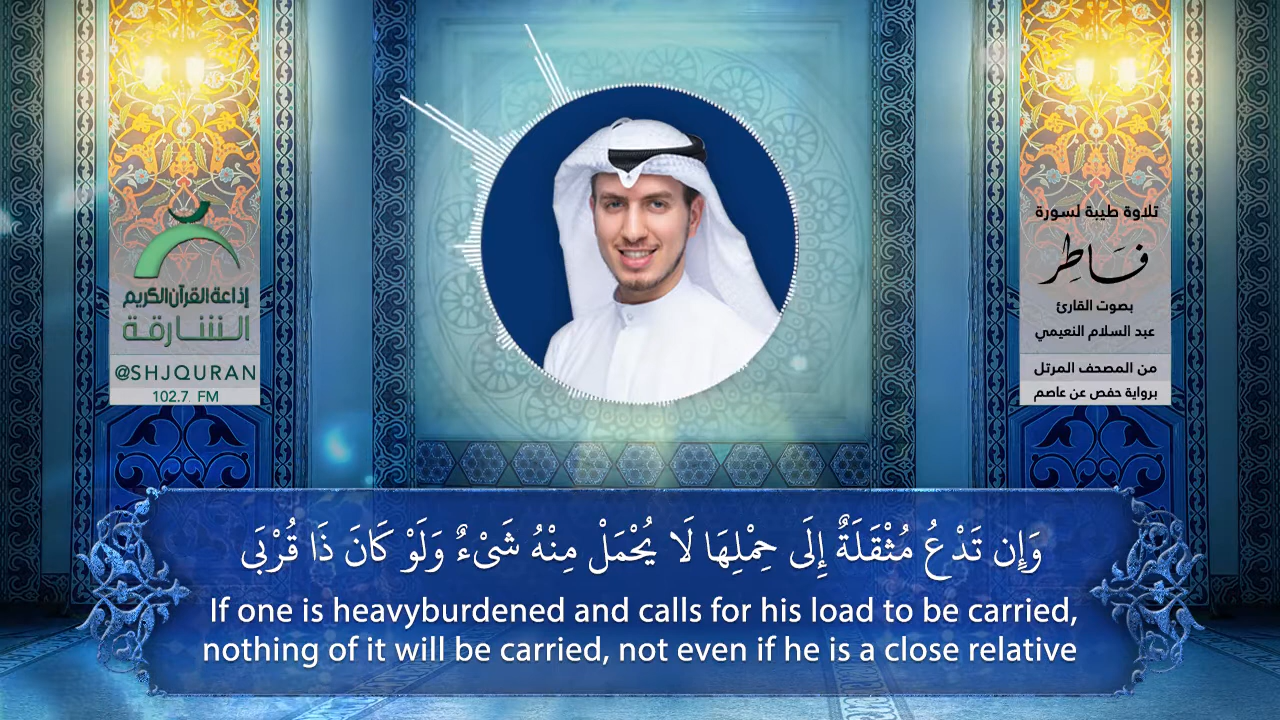 إذاعة القرآن الكريم
الشارقة
@SHJQURAN
102.7 FM
تلاوة طيبة لسورة
فَاطِر
بصوت القارئ
عبد السلام النعيمي
من المصحف المرتل
برواية حفص عن عاصم
وَإِن تَدْعُ مُثْقَلَةٌ إِلَى حِمْلِهَا لَا يُحْمَلْ مِنْهُ شَىْءٌ وَلَوْ كَانَ ذَا قُرْبَى
If one is heavyburdened and calls for his load to be carried,
nothing of it will be carried, not even if he is a close relative